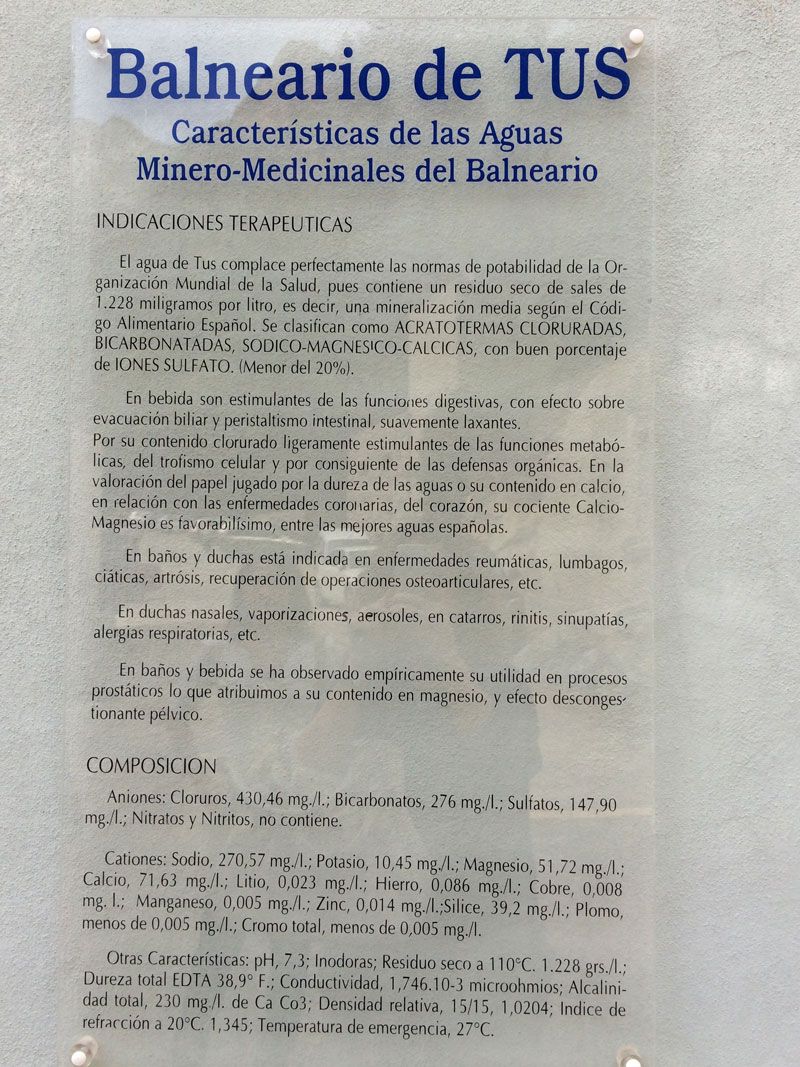 Balneario de TUS
Características de las Aguas
Minero-Medicinales del Balneario
INDICACIONES TERAPEUTICAS
El agua de Tus complace perfectamente las normas de potabilidad de la Or-
ganización Mundial de la Salud, pues contiene un residuo seco de sales de
1.228 miligramos por litro, es decir, una mineralización media según el Códi-
go Alimentario Español. Se clasifican como ACRATOTERMAS CLORURADAS,
BICARBONATADAS, SODICO-MAGNESICO-CALCICAS, con buen porcentaje
de IONES SULFATO. (Menor del 20%).
En bebida son estimulantes de las funciones digestivas, con efecto sobre
evacuación biliar y peristaltismo intestinal, suavemente laxantes.
Por su contenido clorurado ligeramente estimulantes de las funciones metabó-
licas, del trofismo celular y por consiguiente de las defensas orgánicas. En la
valoración del papel jugado por la dureza de las aguas o su contenido en calcio,
en relación con las enfermedades coronarias, del corazón, su cociente Calcio-
Magnesio es favorabilísimo, entre las mejores aguas españolas.
En baños y duchas está indicada en enfermedades reumáticas, lumbagos,
ciáticas, artrósis, recuperación de operaciones osteoarticulares, etc.
En duchas nasales, vaporizaciones, aerosoles, en catarros, rinitis, sinupatías,
alergias respiratorias, etc.
En baños y bebida se ha observado empíricamente su utilidad en procesos
prostáticos lo que atribuimos a su contenido en magnesio, y efecto desconges-
tionante pélvico.
COMPOSICION
Aniones: Cloruros, 430,46 mg./l.; Bicarbonatos, 276 mg./l.; Sulfatos, 147,90
mg./l.; Nitratos y Nitritos, no contiene.
Cationes: Sodio, 270,57 mg./l.; Potasio, 10,45 mg./l.; Magnesio, 51,72 mg./l.;
Calcio, 71,63 mg./l.; Litio, 0,023 mg./l.; Hierro, 0,086 mg./l.; Cobre, 0,008
mg. l.; Manganeso, 0,005 mg./l.; Zinc, 0,014 mg./l.;Silice, 39,2 mg./l.; Plomo,
menos de 0,005 mg./l.; Cromo total, menos de 0,005 mg./l.
Otras Características: pH, 7,3; Inodoras; Residuo seco a 110°C. 1.228 grs./l.;
Dureza total EDTA 38,9° F.; Conductividad, 1,746.10-3 microohmios; Alcalini-
dad total, 230 mg./l. de Ca Co3; Densidad relativa, 15/15, 1,0204; Indice de
refracción a 20°C. 1,345; Temperatura de emergencia, 27°C.